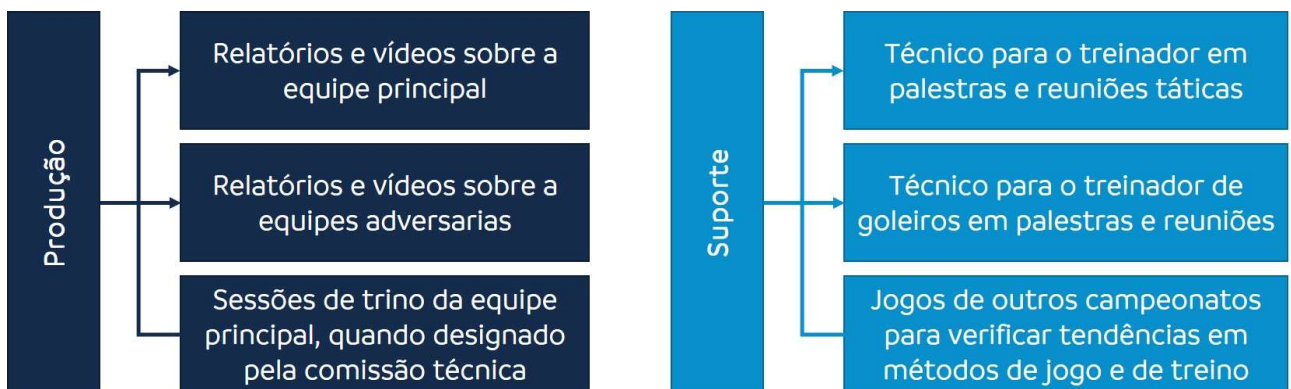 Produção
Relatórios e vídeos sobre a
equipe principal
Relatórios e vídeos sobre a
equipes adversarias
Sessões de trino da equipe
principal, quando designado
pela comissão técnica
Suporte
Técnico para o treinador em
palestras e reuniões táticas
Técnico para o treinador de
goleiros em palestras e reuniões
Jogos de outros campeonatos
para verificar tendências em
métodos de jogo e de treino